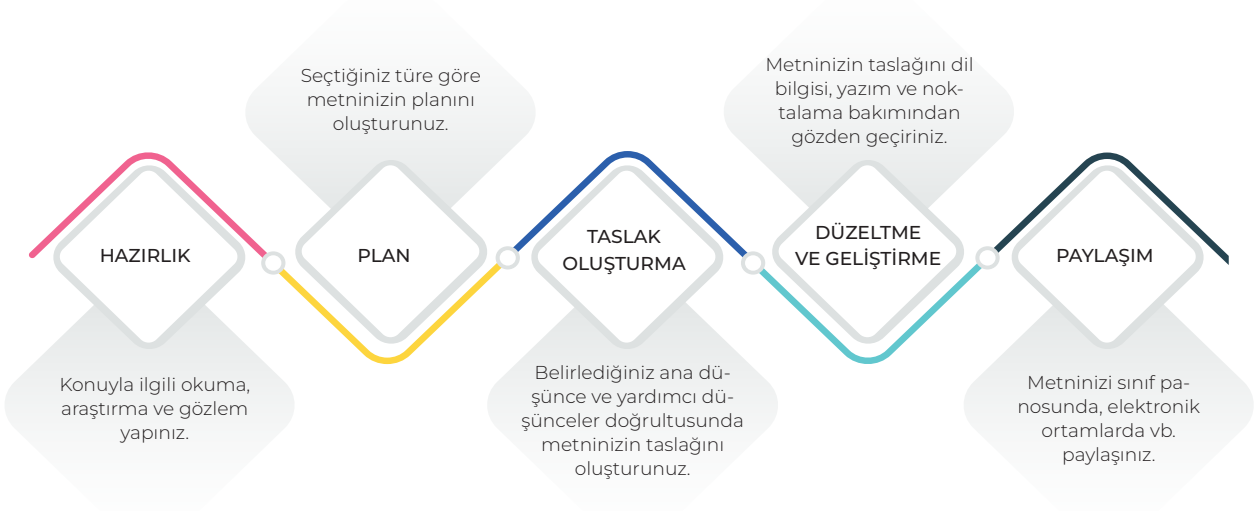 HAZIRLIK
Konuyla ilgili okuma,
araştırma ve gözlem
yapınız.
Seçtiğiniz türe göre
metninizin planını
oluşturunuz.
PLAN
TASLAK
OLUŞTURMA
Belirlediğiniz ana dü-
şünce ve yardımcı dü-
şünceler doğrultusunda
metninizin taslağını
oluşturunuz.
Metninizin taslağını dil
bilgisi, yazım ve nok-
talama bakımından
gözden geçiriniz.
DÜZELTME
VE GELİŞTİRME
PAYLAŞIM
Metninizi sınıf pa-
nosunda, elektronik
ortamlarda vb.
paylaşınız.